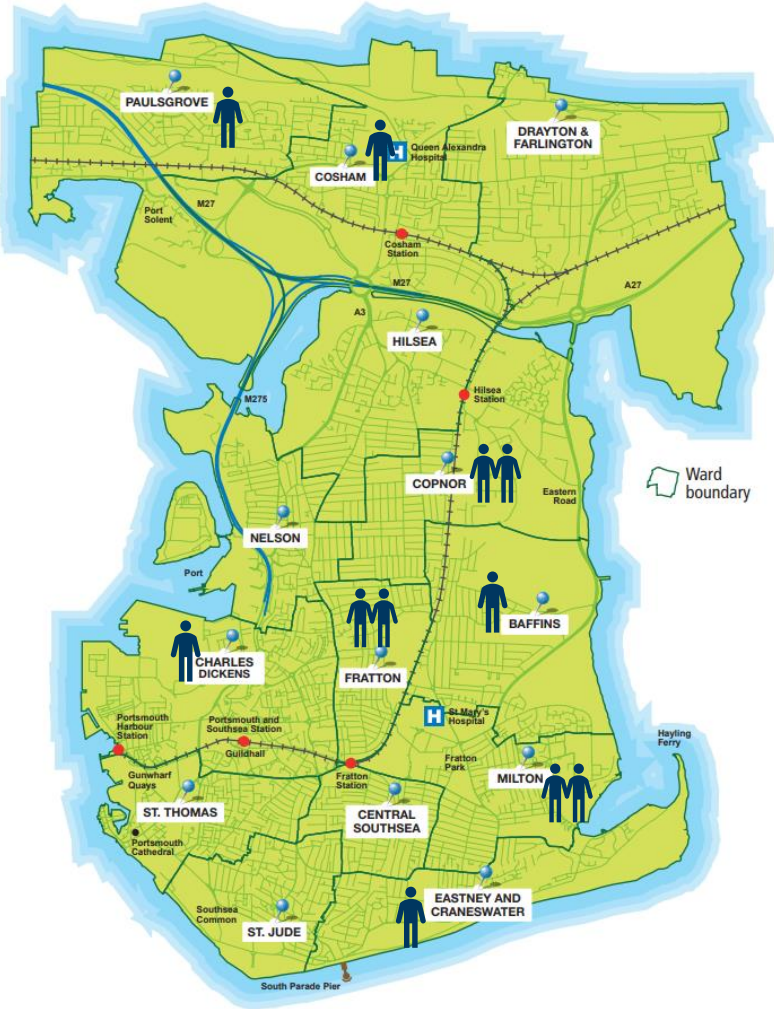 PAULSGROVE
DRAYTON &
FARLINGTON
COSHAM
H
Queen Alexandra
Hospital
Port
Solent
M27
Cosham
Station
M27
A27
A3
HILSEA
M275
Hilsea
Station
COPNOR
Ward
boundary
Eastern
Road
NELSON
Port
BAFFINS
CHARLES
DICKENS
FRATTON
H
St Mary's
Hospital
Portsmouth
Harbour
Station
Portsmouth and
Southsea Station
Guildhall
Hayling
Ferry
Fratton
Park
Gunwharf
Quays
Fratton
Station
MILTON
ST. THOMAS
CENTRAL
SOUTHSEA
Portsmouth
Cathedral
EASTNEY AND
CRANESWATER
Southsea
Common
ST. JUDE
South Parade Pier